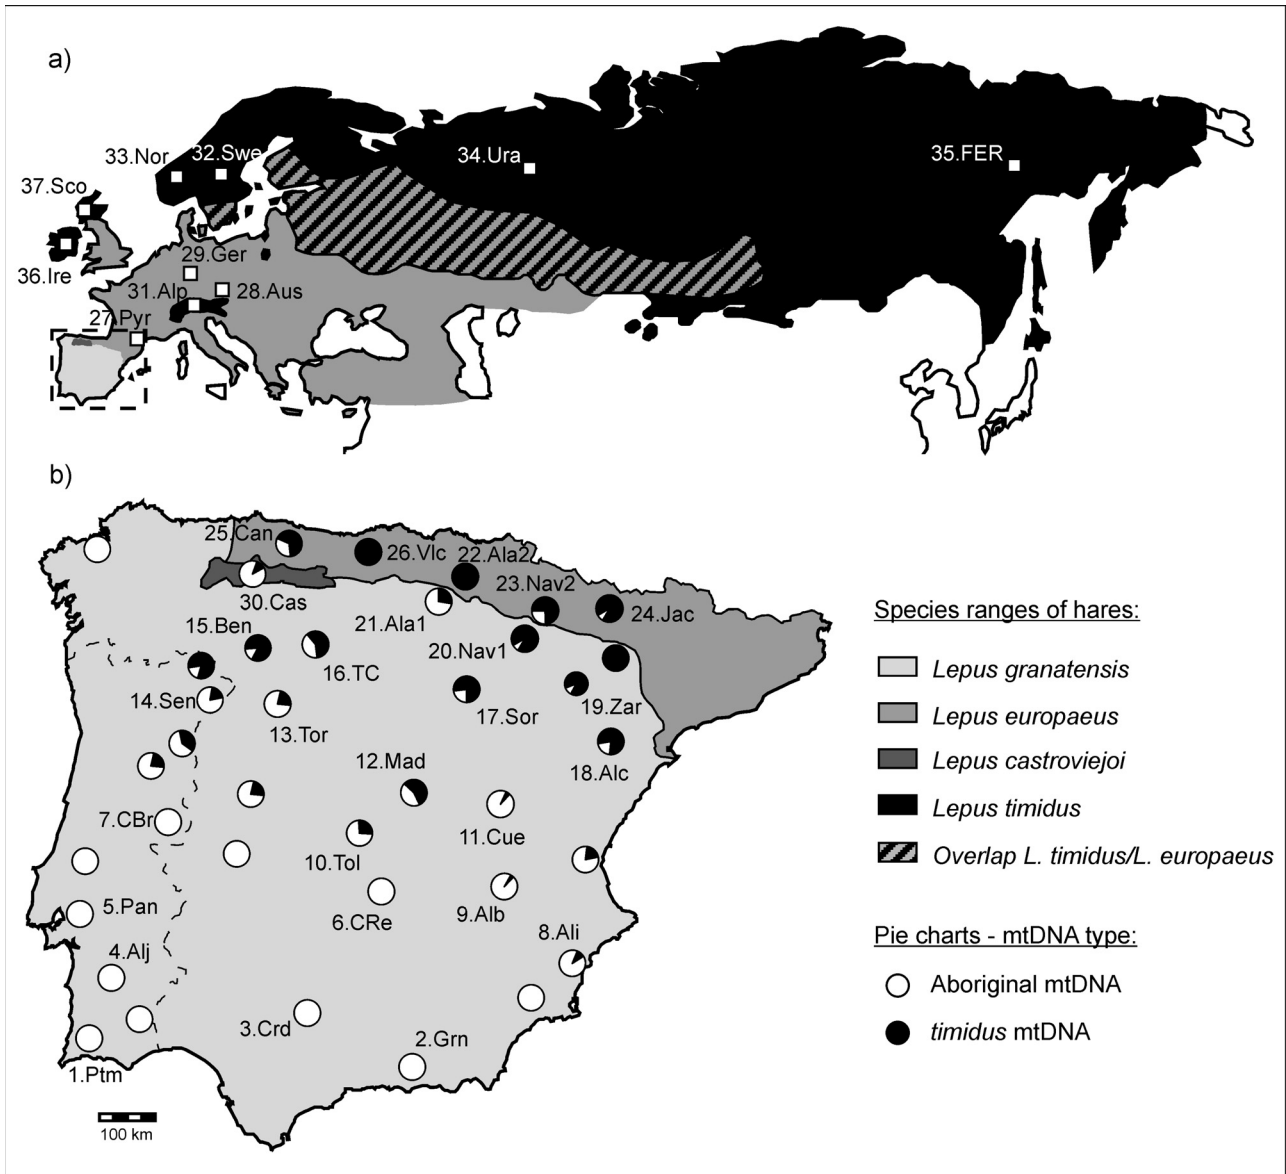 a)
33.Nor
32.Swe
34.Ura
35.FER
37.Sco
36.Ire
29.Ger
31.Alp
28.Aus
27.Pyr
b)
25.Can
26.Vlc
22.Ala2
23.Nav2
24.Jac
30.Cas
21.Ala1
15.Ben
20.Nav1
16.TC
14.Sen
13.Tor
17.Sor
19.Zar
18.Alc
12.Mad
7.CBr
11.Cue
10.Tol
5.Pan
6.CRe
9.Alb
8.Ali
4.Alj
3.Crd
2.Grn
1.Ptm
100 km
Species ranges of hares:
Lepus granatensis
Lepus europaeus
Lepus castroviejoi
Lepus timidus
Overlap L. timidus/L. europaeus
Pie charts - mtDNA type:
Aboriginal mtDNA
timidus mtDNA